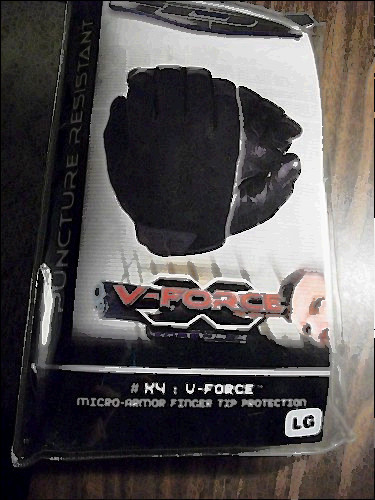 PUNCTURE RESISTANT
V-FORCE
# X4 : V-FORCE™
MICRO-ARMOR FINGER TIP PROTECTION
LG